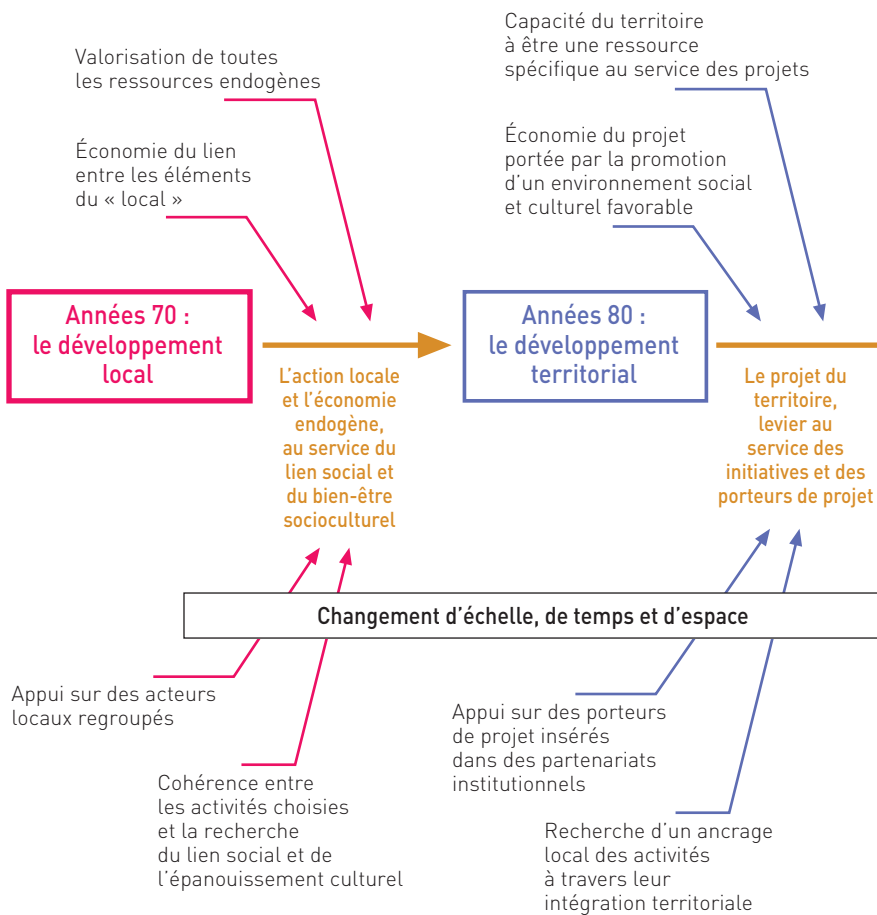 Valorisation de toutes
les ressources endogènes
Économie du lien
entre les éléments
du « local »
Capacité du territoire
à être une ressource
spécifique au service des projets
Économie du projet
portée par la promotion
d'un environnement social
et culturel favorable
Années 70 :
le développement
local
L'action locale
et l'économie
endogène,
au service du
lien social et
du bien-être
socioculturel
Années 80 :
le développement
territorial
Le projet du
territoire,
levier au
service des
initiatives et des
porteurs de projet
Changement d'échelle, de temps et d'espace
Appui sur des acteurs
locaux regroupés
Cohérence entre
les activités choisies
et la recherche
du lien social et de
l'épanouissement culturel
Appui sur des porteurs
de projet insérés
dans des partenariats
institutionnels
Recherche d'un ancrage
local des activités
à travers leur
intégration territoriale